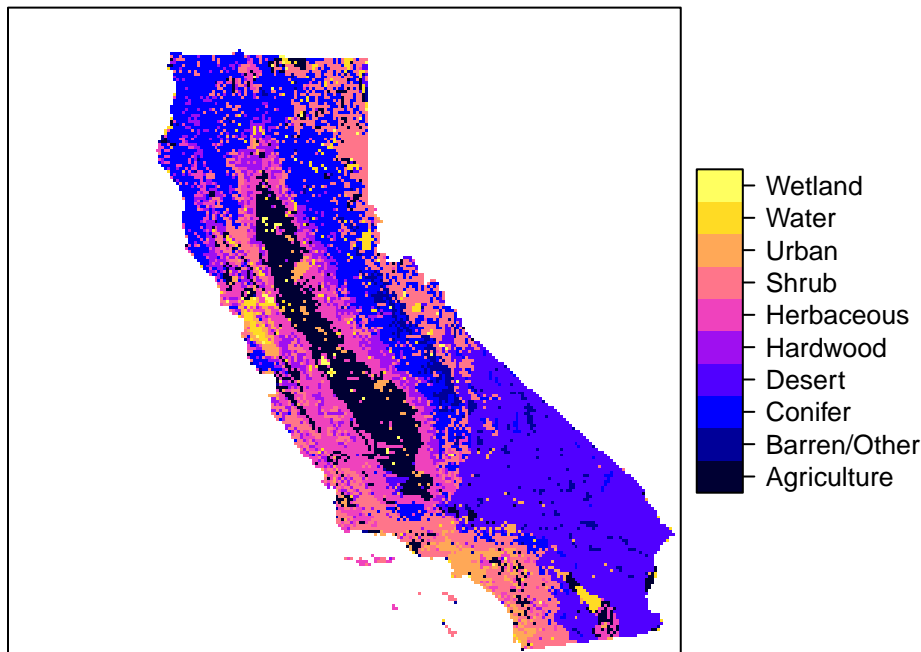 Wetland
Water
Urban
Shrub
Herbaceous
Hardwood
Desert
Conifer
Barren/Other
Agriculture